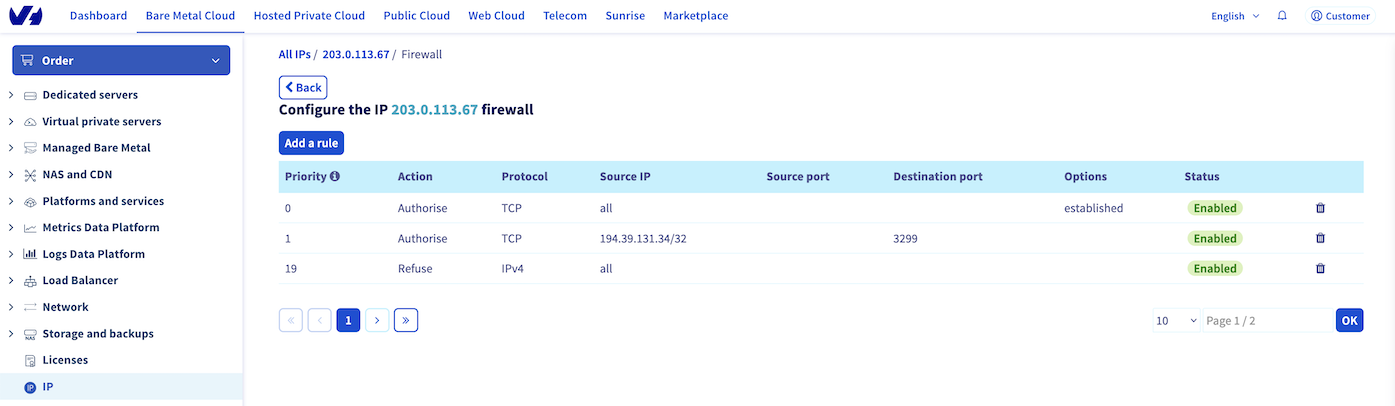 Dashboard Bare Metal Cloud Hosted Private Cloud Public Cloud Web Cloud Telecom Sunrise Marketplace English Customer
Order
Dedicated servers
Virtual private servers
Managed Bare Metal
NAS and CDN
Platforms and services
Metrics Data Platform
Logs Data Platform
Load Balancer
Network
Storage and backups
Licenses
IP IP
All IPs / 203.0.113.67 / Firewall
Back
Configure the IP 203.0.113.67 firewall
Add a rule
Priority Action Protocol Source IP Source port Destination port Options Status
0 Authorise TCP all established Enabled
1 Authorise TCP 194.39.131.34/32 3299 Enabled
19 Refuse IPv4 all Enabled
« ‹ 1 › » 10 Page 1 / 2 OK